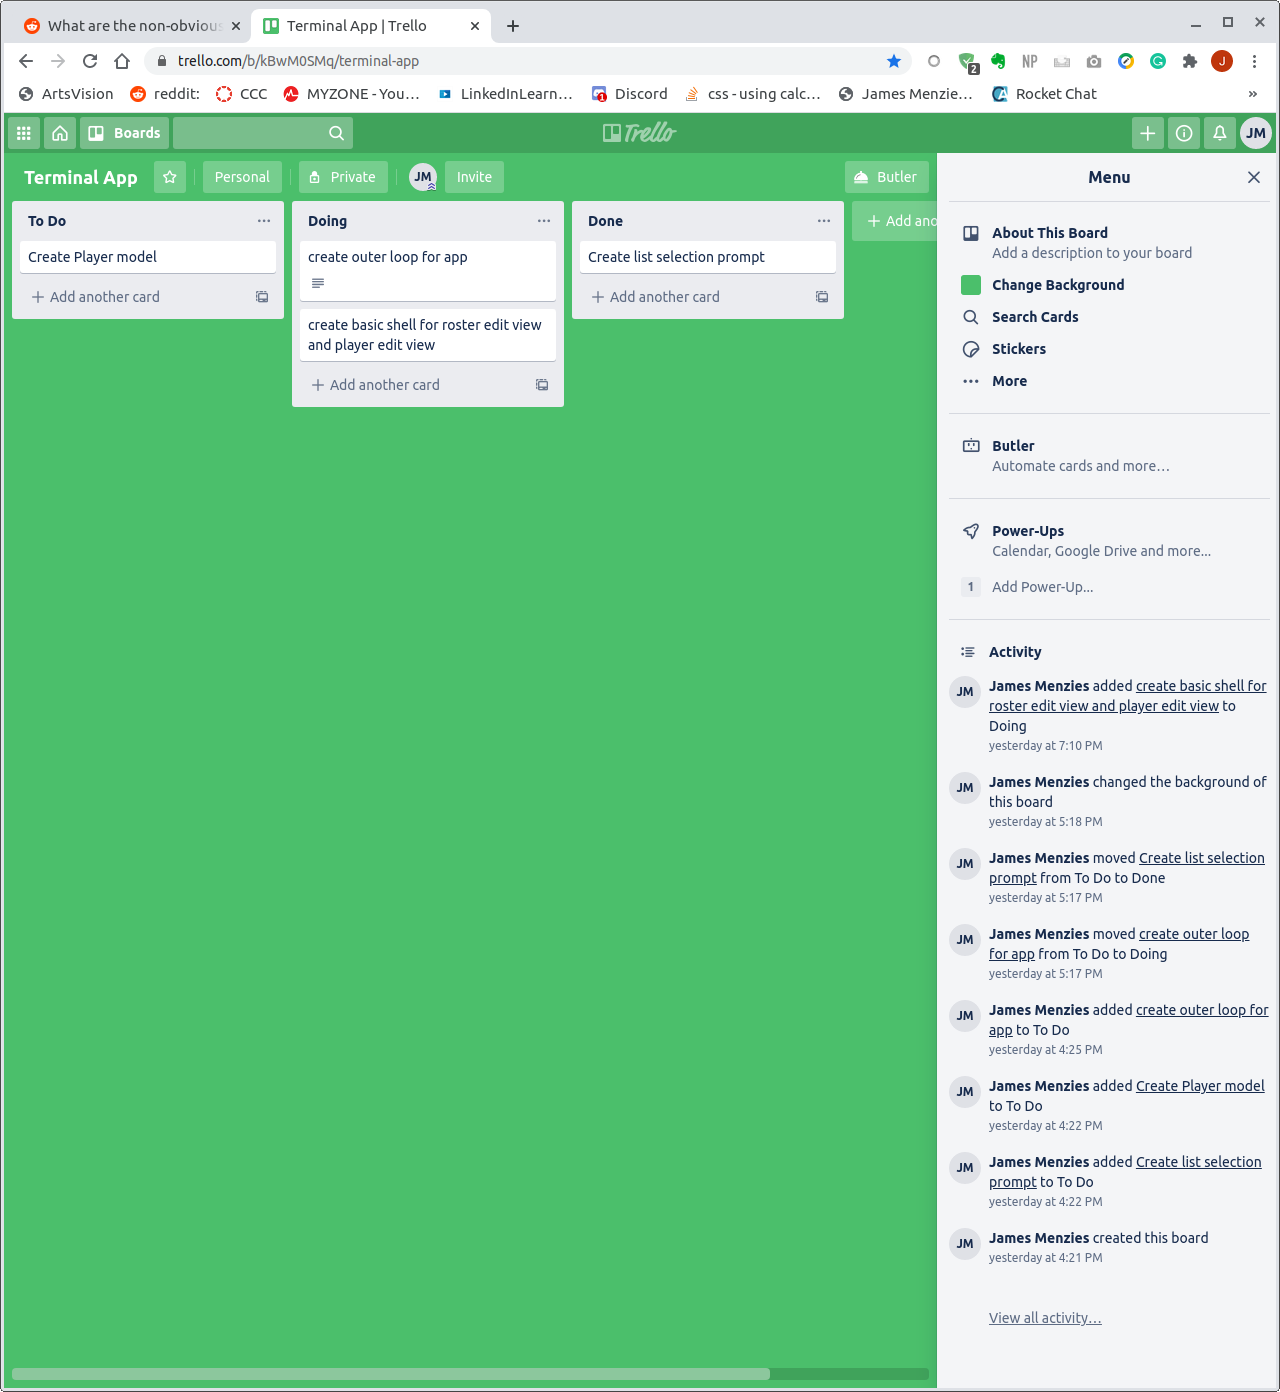 What are the non-obvious
Terminal App | Trello
trello.com/b/kBwM0SMq/terminal-app
2
NP
J
ArtsVision
reddit:
CCC
MYZONE - You…
LinkedInLearn…
1
Discord
css - using calc…
James Menzie…
Rocket Chat
»
Boards
Trello
JM
Terminal App
Personal
Private
JM
Invite
Butler
To Do
Create Player model
Add another card
Doing
create outer loop for app
create basic shell for roster edit view
and player edit view
Add another card
Done
Create list selection prompt
Add another card
Add ano
Menu
About This Board
Add a description to your board
Change Background
Search Cards
Stickers
More
Butler
Automate cards and more…
Power-Ups
Calendar, Google Drive and more...
1
Add Power-Up...
Activity
JM
James Menzies added create basic shell for
roster edit view and player edit view to
Doing
yesterday at 7:10 PM
JM
James Menzies changed the background of
this board
yesterday at 5:18 PM
JM
James Menzies moved Create list selection
prompt from To Do to Done
yesterday at 5:17 PM
JM
James Menzies moved create outer loop
for app from To Do to Doing
yesterday at 5:17 PM
JM
James Menzies added create outer loop for
app to To Do
yesterday at 4:25 PM
JM
James Menzies added Create Player model
to To Do
yesterday at 4:22 PM
JM
James Menzies added Create list selection
prompt to To Do
yesterday at 4:22 PM
JM
James Menzies created this board
yesterday at 4:21 PM
View all activity…